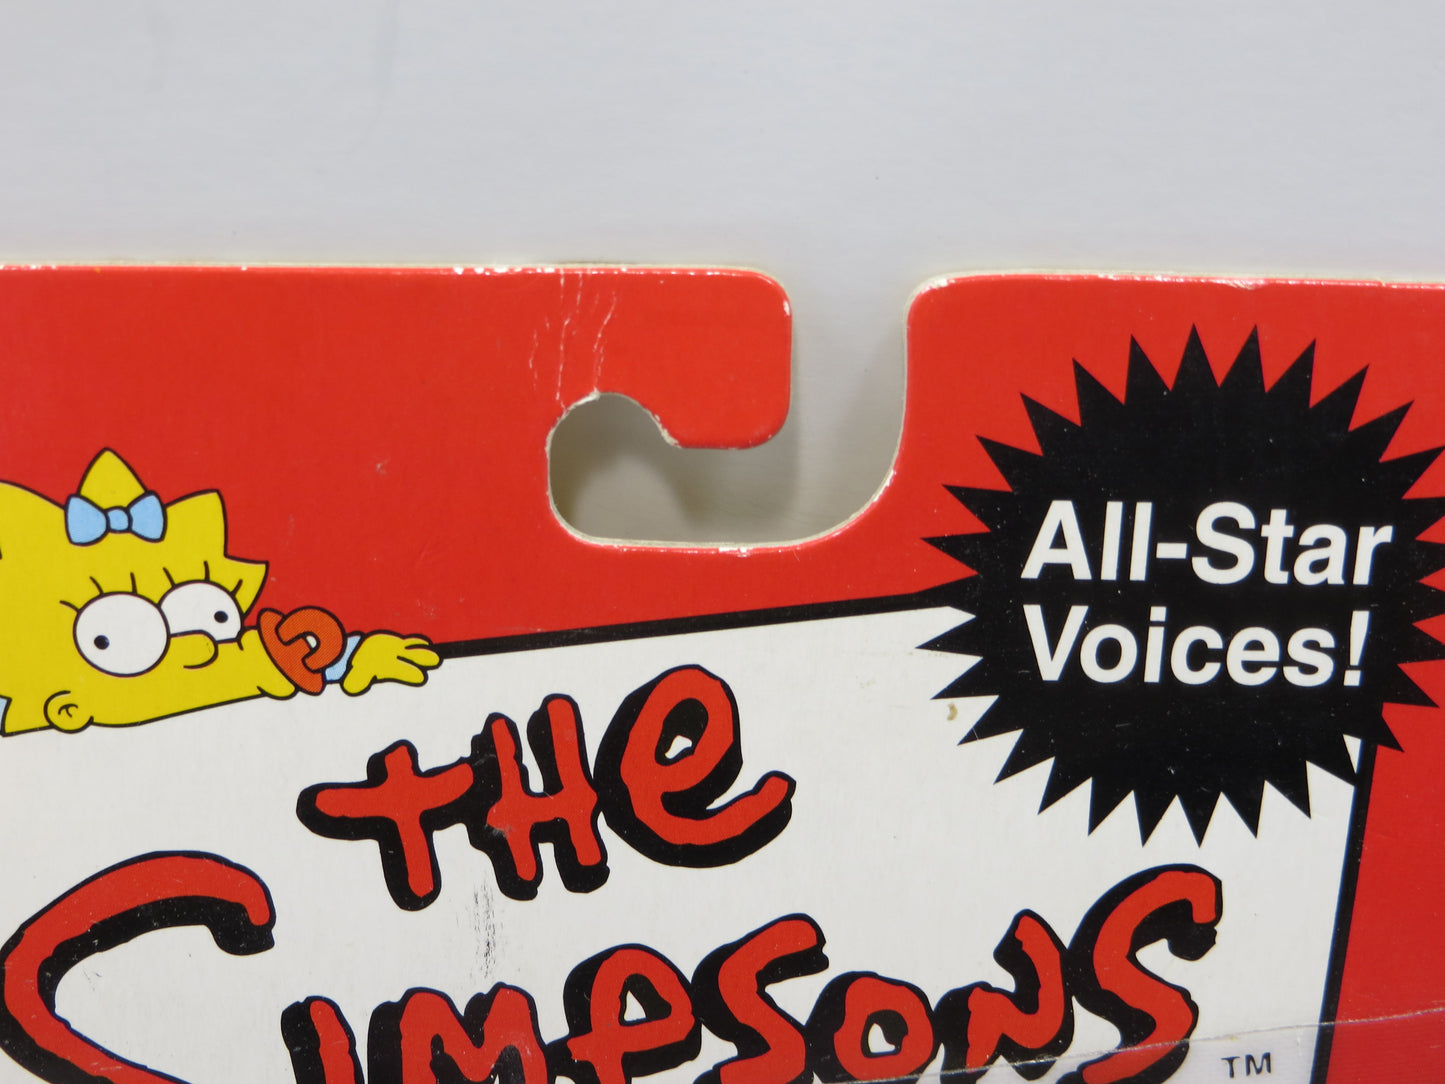 All-Star
Voices!
THE
SIMPSONS
TM